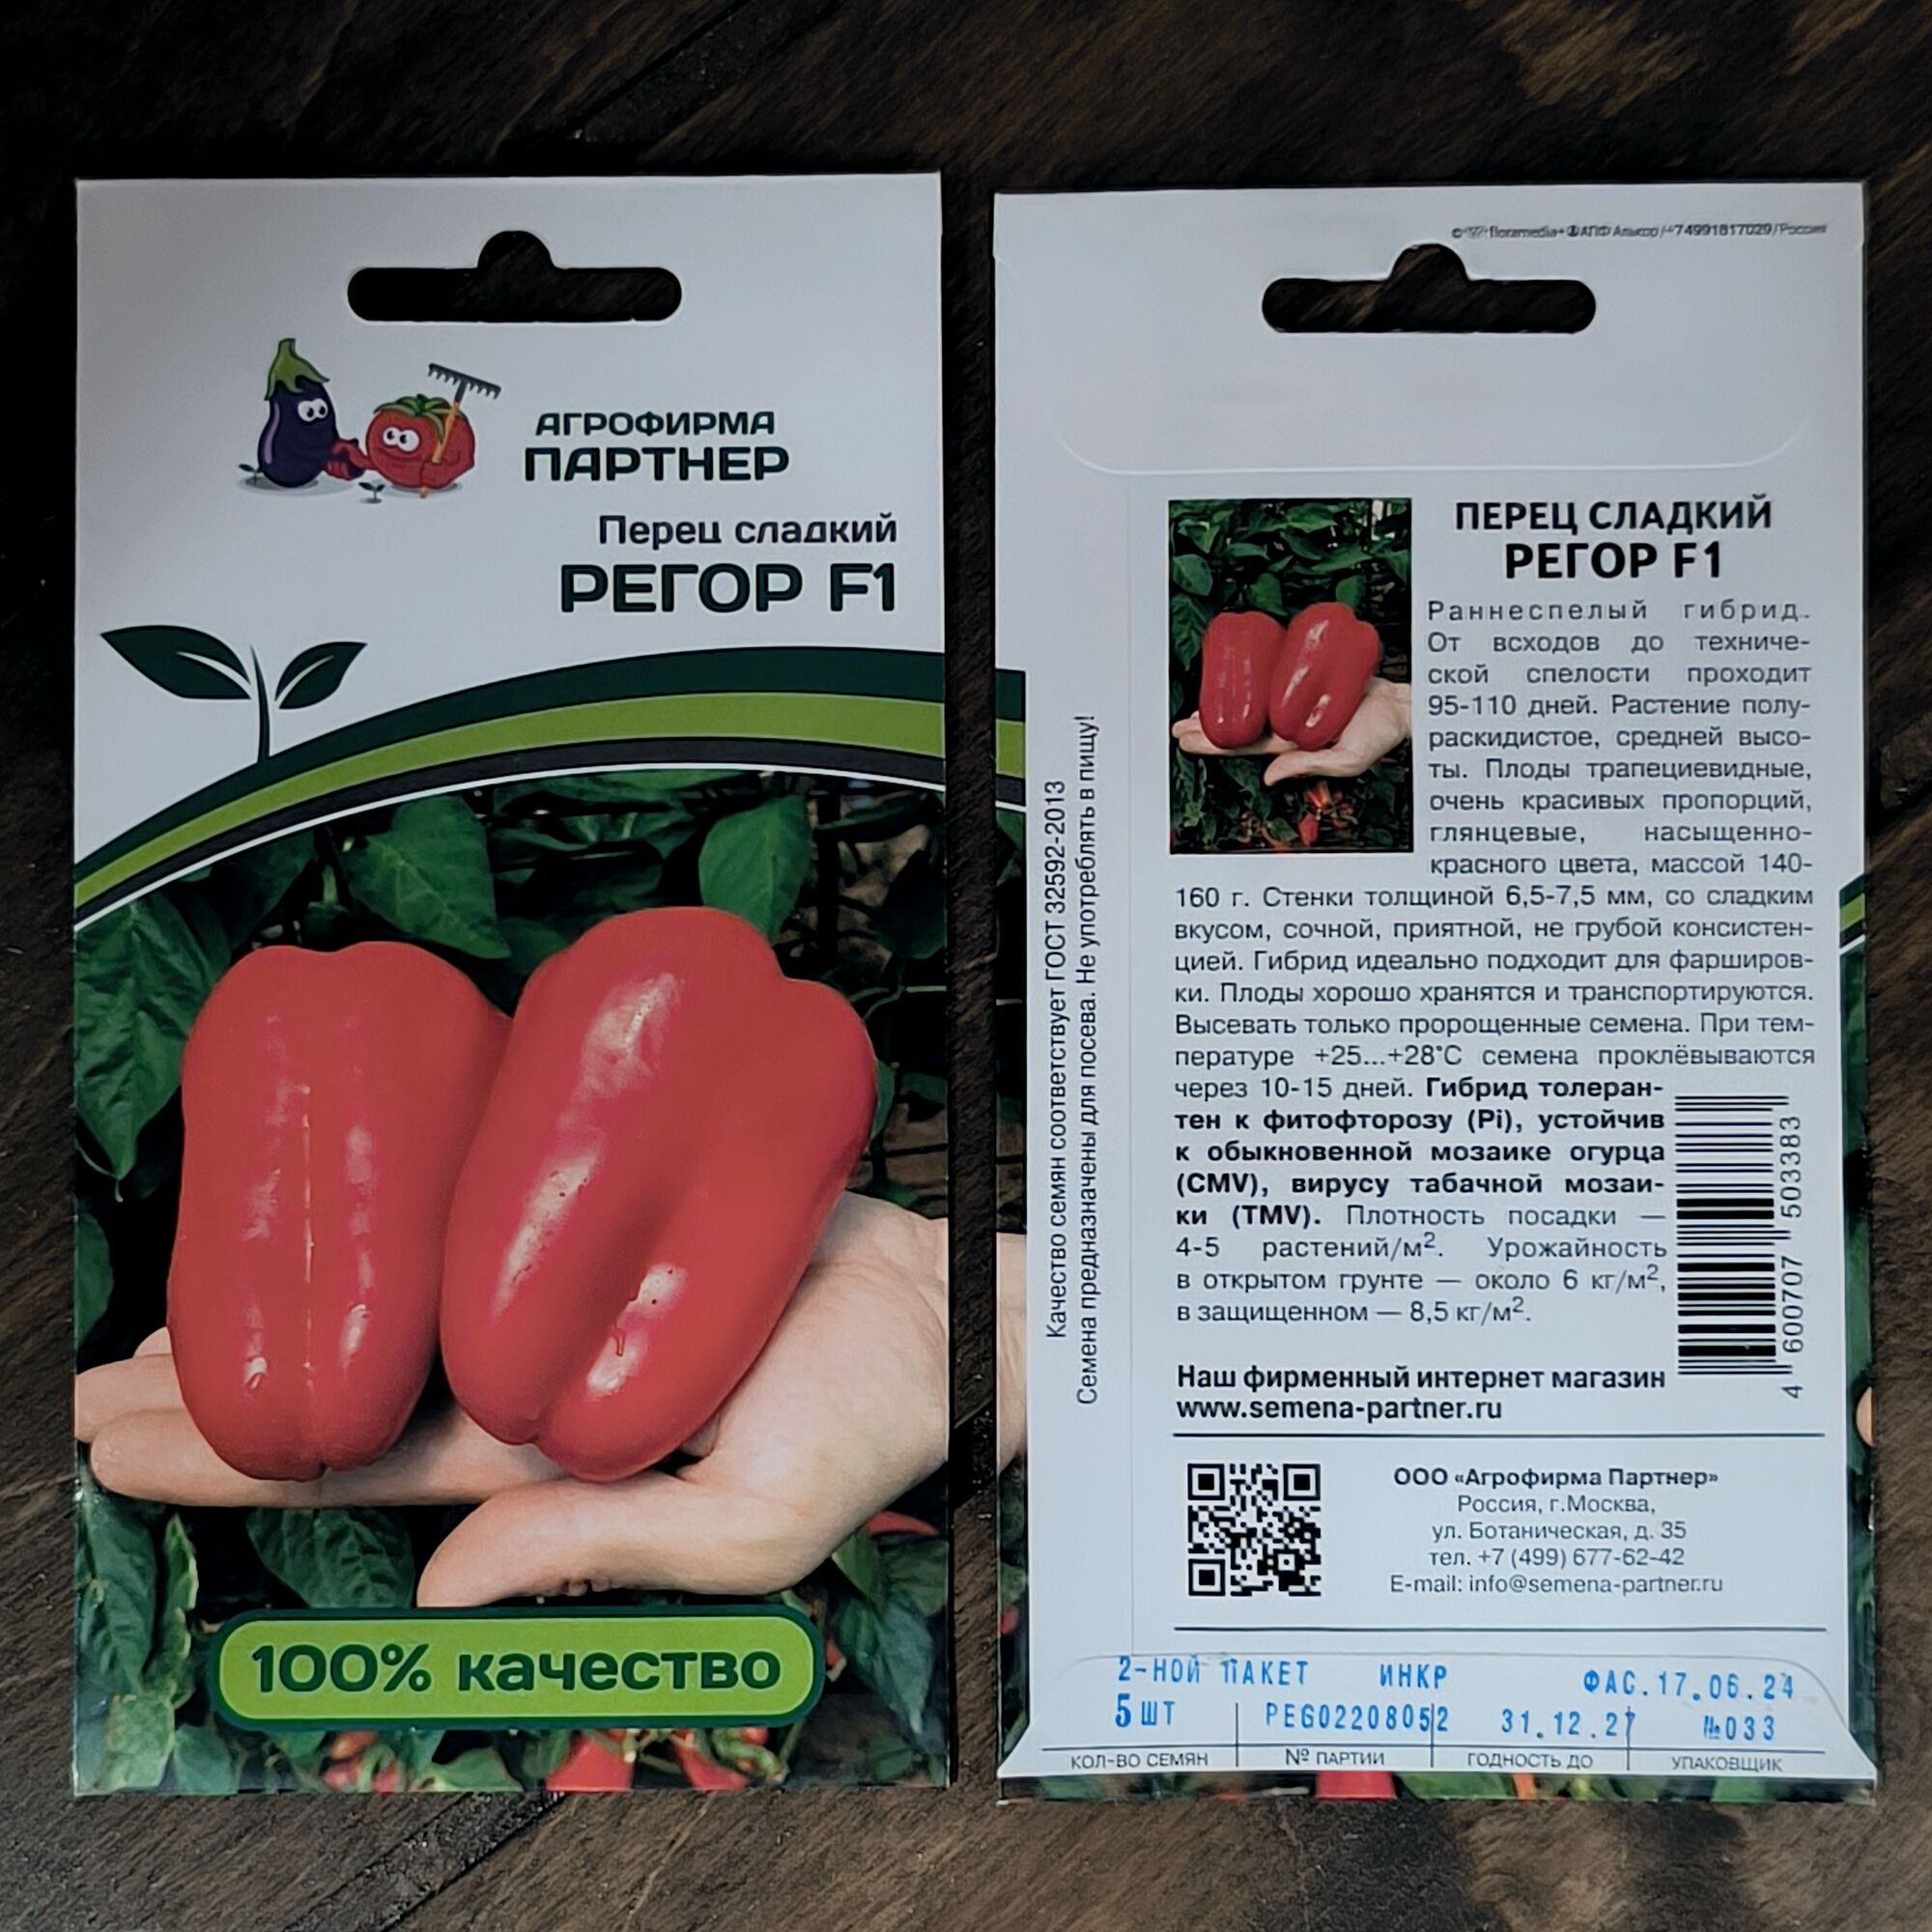 АГРОФИРМА
ПАРТНЕР
Перец сладкий
РЕГОР F1
100% качество
ПЕРЕЦ СЛАДКИЙ
РЕГОР F1
Раннеспелый гибрид.
От всходов до техниче-
ской спелости проходит
95-110 дней. Растение полу-
раскидистое, средней высо-
ты. Плоды трапециевидные,
очень красивых пропорций,
глянцевые, насыщенно-
красного цвета, массой 140-
160 г. Стенки толщиной 6,5-7,5 мм, со сладким
вкусом, сочной, приятной, не грубой консистен-
цией. Гибрид идеально подходит для фарширов-
ки. Плоды хорошо хранятся и транспортируются.
Высевать только пророщенные семена. При тем-
пературе +25...+28°С семена проклёвываются
через 10-15 дней. Гибрид толеран-
тен к фитофторозу (Pi), устойчив
к обыкновенной мозаике огурца
(CMV), вирусу табачной мозаи-
ки (TMV). Плотность посадки —
4-5 растений/м². Урожайность
в открытом грунте — около 6 кг/м²,
в защищенном — 8,5 кг/м².
4 600707 503383
Наш фирменный интернет магазин
www.semena-partner.ru
Качество семян соответствует ГОСТ 32592-2013
Семена предназначены для посева. Не употреблять в пищу!
ООО «Агрофирма Партнер»
Россия, г.Москва,
ул. Ботаническая, д. 35
тел. +7 (499) 677-62-42
E-mail: info@semena-partner.ru
2-НОЙ ПАКЕТ ИНКР ФАС.17.06.24
5 ШТ РЕG02208052 31.12.27 №033
КОЛ-ВО СЕМЯН № ПАРТИИ ГОДНОСТЬ ДО УПАКОВЩИК